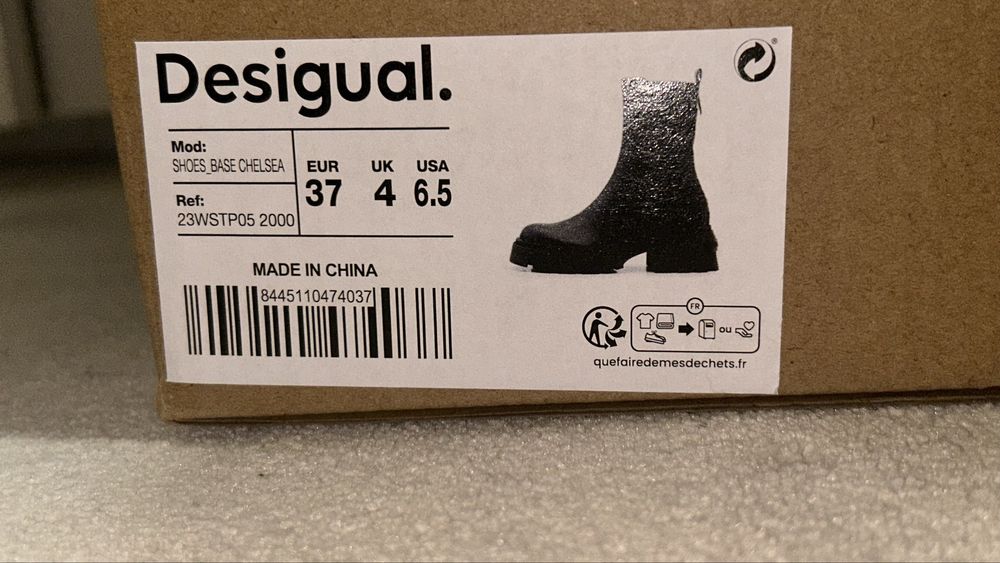 Desigual.
®
Mod:
SHOES_BASE CHELSEA
Ref:
23WSTP05 2000
EUR UK USA
37 4 6.5
MADE IN CHINA
8445110474037
FR
ou
quefairedemesdechets.fr